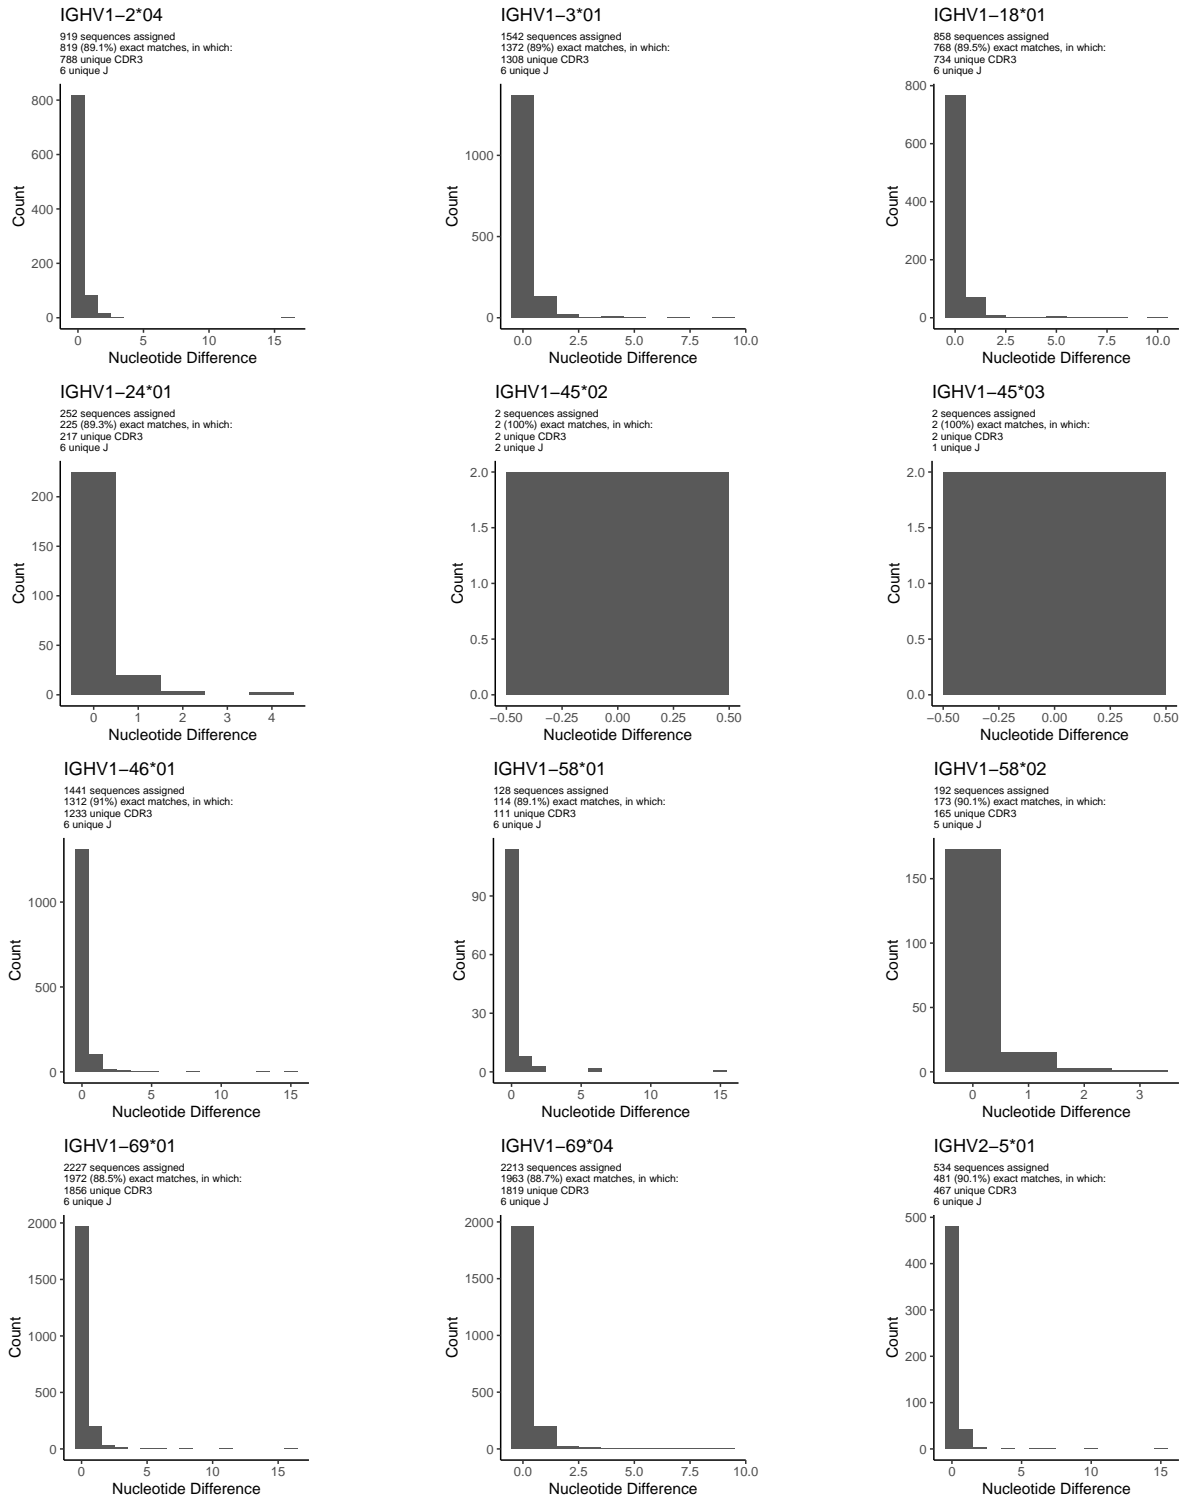 IGHV1−2*04
919 sequences assigned
819 (89.1%) exact matches, in which:
788 unique CDR3
6 unique J
800
600
400
200
0
Count
0 5 10 15
Nucleotide Difference
IGHV1−3*01
1542 sequences assigned
1372 (89%) exact matches, in which:
1308 unique CDR3
6 unique J
1000
500
0
Count
0.0 2.5 5.0 7.5 10.0
Nucleotide Difference
IGHV1−18*01
858 sequences assigned
768 (89.5%) exact matches, in which:
734 unique CDR3
6 unique J
800
600
400
200
0
Count
0.0 2.5 5.0 7.5 10.0
Nucleotide Difference
IGHV1−24*01
252 sequences assigned
225 (89.3%) exact matches, in which:
217 unique CDR3
6 unique J
200
150
100
50
0
Count
0 1 2 3 4
Nucleotide Difference
IGHV1−45*02
2 sequences assigned
2 (100%) exact matches, in which:
2 unique CDR3
2 unique J
2.0
1.5
1.0
0.5
0.0
Count
−0.50 −0.25 0.00 0.25 0.50
Nucleotide Difference
IGHV1−45*03
2 sequences assigned
2 (100%) exact matches, in which:
2 unique CDR3
1 unique J
2.0
1.5
1.0
0.5
0.0
Count
−0.50 −0.25 0.00 0.25 0.50
Nucleotide Difference
IGHV1−46*01
1441 sequences assigned
1312 (91%) exact matches, in which:
1233 unique CDR3
6 unique J
1000
500
0
Count
0 5 10 15
Nucleotide Difference
IGHV1−58*01
128 sequences assigned
114 (89.1%) exact matches, in which:
111 unique CDR3
6 unique J
90
60
30
0
Count
0 5 10 15
Nucleotide Difference
IGHV1−58*02
192 sequences assigned
173 (90.1%) exact matches, in which:
165 unique CDR3
5 unique J
150
100
50
0
Count
0 1 2 3
Nucleotide Difference
IGHV1−69*01
2227 sequences assigned
1972 (88.5%) exact matches, in which:
1856 unique CDR3
6 unique J
2000
1500
1000
500
0
Count
0 5 10 15
Nucleotide Difference
IGHV1−69*04
2213 sequences assigned
1963 (88.7%) exact matches, in which:
1819 unique CDR3
6 unique J
2000
1500
1000
500
0
Count
0.0 2.5 5.0 7.5 10.0
Nucleotide Difference
IGHV2−5*01
534 sequences assigned
481 (90.1%) exact matches, in which:
467 unique CDR3
6 unique J
500
400
300
200
100
0
Count
0 5 10 15
Nucleotide Difference